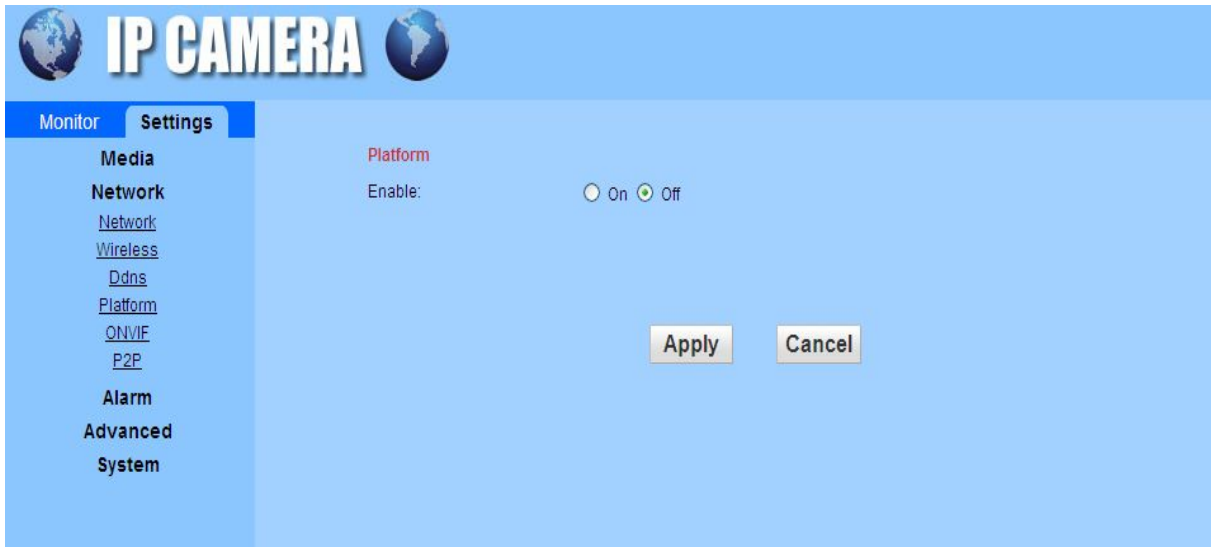 IP CAMERA
Monitor Settings
Media
Network
Network
Wireless
Ddns
Platform
ONVIF
P2P
Alarm
Advanced
System
Platform
Enable: On Off
Apply Cancel